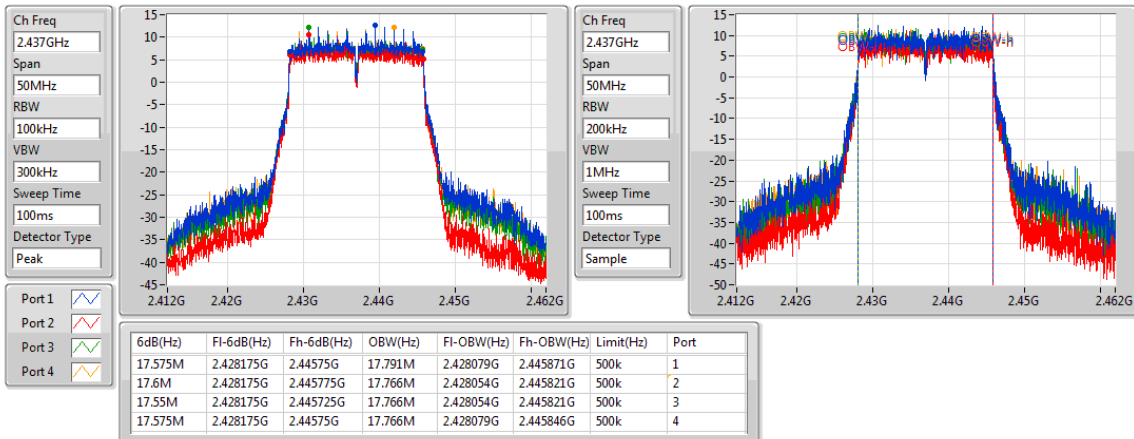 Ch Freq
2.437GHz
Span
50MHz
RBW
100kHz
VBW
300kHz
Sweep Time
100ms
Detector Type
Peak
15
10
5
0
-5
-10
-15
-20
-25
-30
-35
-40
-45
2.412G 2.42G 2.43G 2.44G 2.45G 2.462G
Ch Freq
2.437GHz
Span
50MHz
RBW
200kHz
VBW
1MHz
Sweep Time
100ms
Detector Type
Sample
15
10
5
0
-5
-10
-15
-20
-25
-30
-35
-40
-45
-50
2.412G 2.42G 2.43G 2.44G 2.45G 2.462G
Port 1
Port 2
Port 3
Port 4
6dB(Hz) Fl-6dB(Hz) Fh-6dB(Hz) OBW(Hz) Fl-OBW(Hz) Fh-OBW(Hz) Limit(Hz) Port
17.575M 2.428175G 2.44575G 17.791M 2.428079G 2.445871G 500k 1
17.6M 2.428175G 2.445775G 17.766M 2.428054G 2.445821G 500k 2
17.55M 2.428175G 2.445725G 17.766M 2.428054G 2.445821G 500k 3
17.575M 2.428175G 2.44575G 17.766M 2.428079G 2.445846G 500k 4